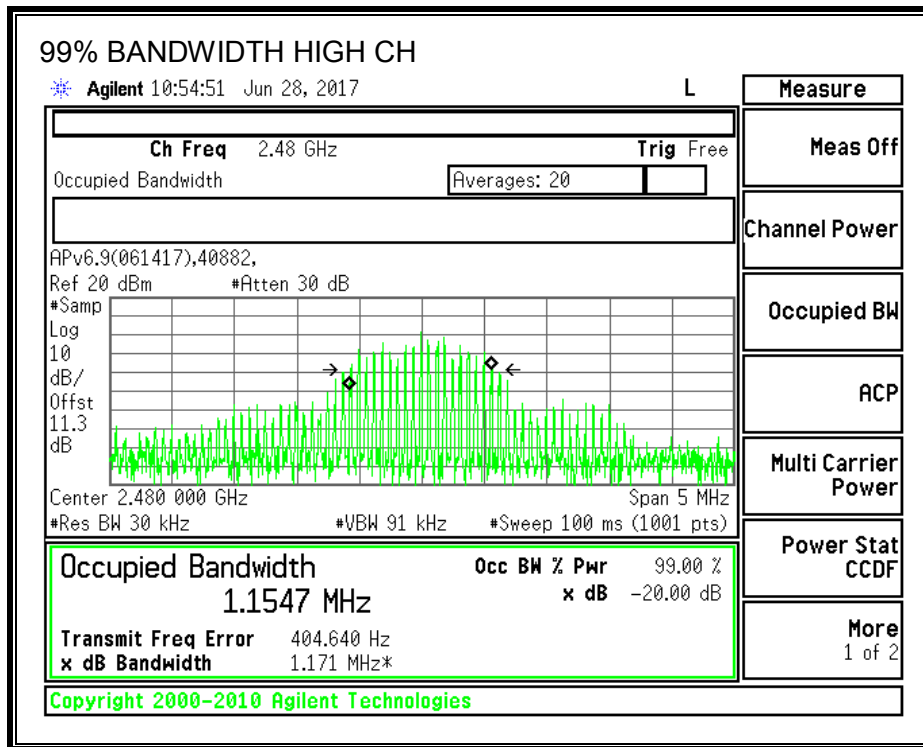 99% BANDWIDTH HIGH CH
Agilent 10:54:51 Jun 28, 2017 L
Measure
Ch Freq 2.48 GHz Trig Free
Meas Off
Occupied Bandwidth Averages: 20
Channel Power
APv6.9(061417),40882,
Ref 20 dBm #Atten 30 dB
#Samp
Log
10
dB/
Offst
11.3
dB
Occupied BW
ACP
Multi Carrier
Power
Center 2.480 000 GHz Span 5 MHz
#Res BW 30 kHz #VBW 91 kHz #Sweep 100 ms (1001 pts)
Power Stat
CCDF
Occupied Bandwidth Occ BW % Pwr 99.00 %
1.1547 MHz x dB -20.00 dB
Transmit Freq Error 404.640 Hz
x dB Bandwidth 1.171 MHz*
More
1 of 2
Copyright 2000-2010 Agilent Technologies